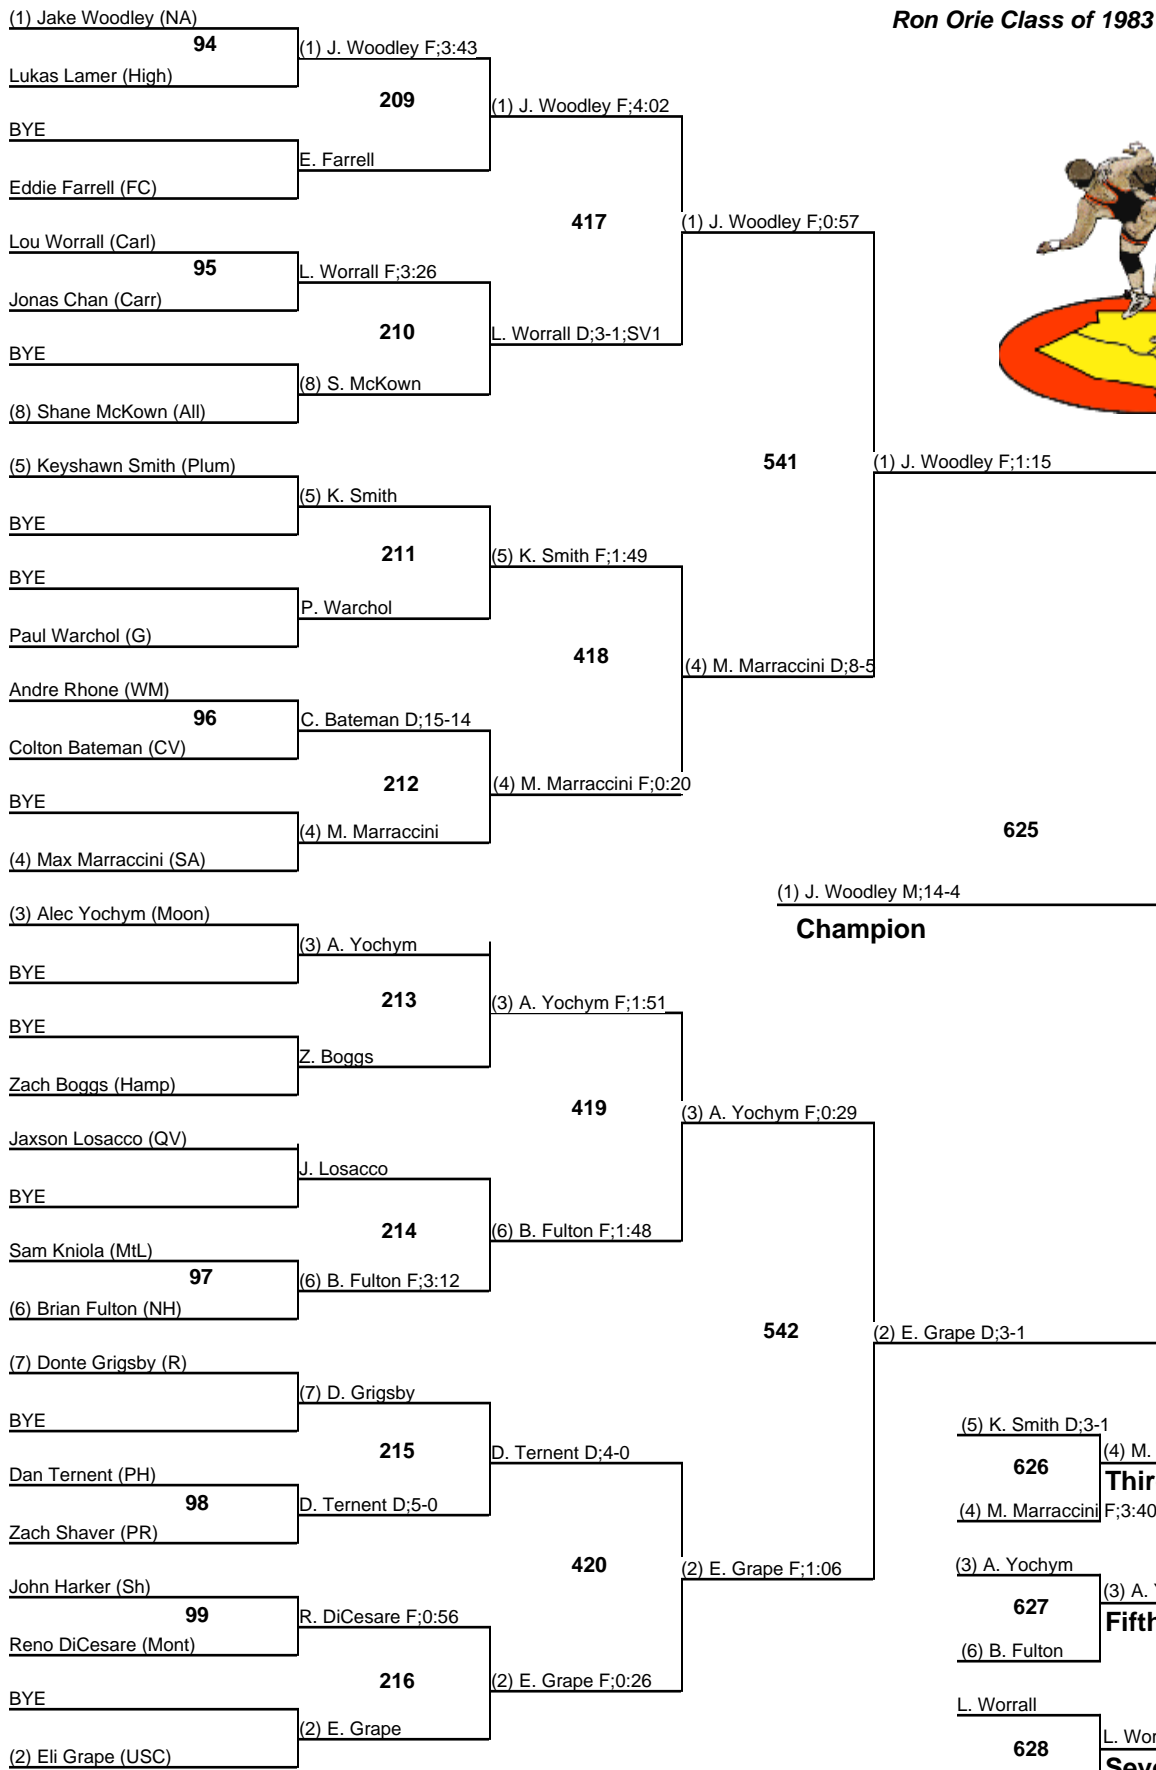 (1) Jake Woodley (NA)
Ron Orie Class of 1983
94
(1) J. Woodley F;3:43
Lukas Lamer (High)
209
(1) J. Woodley F;4:02
BYE
E. Farrell
Eddie Farrell (FC)
417
(1) J. Woodley F;0:57
Lou Worrall (Carl)
95
L. Worrall F;3:26
Jonas Chan (Carr)
210
L. Worrall D;3-1;SV1
BYE
(8) S. McKown
(8) Shane McKown (All)
541
(1) J. Woodley F;1:15
(5) Keyshawn Smith (Plum)
(5) K. Smith
BYE
211
(5) K. Smith F;1:49
BYE
P. Warchol
Paul Warchol (G)
418
(4) M. Marraccini D;8-5
Andre Rhone (WM)
96
C. Bateman D;15-14
Colton Bateman (CV)
212
(4) M. Marraccini F;0:20
BYE
(4) M. Marraccini
(4) Max Marraccini (SA)
625
(1) J. Woodley M;14-4
Champion
(3) Alec Yochym (Moon)
(3) A. Yochym
BYE
213
(3) A. Yochym F;1:51
BYE
Z. Boggs
Zach Boggs (Hamp)
419
(3) A. Yochym F;0:29
Jaxson Losacco (QV)
J. Losacco
BYE
214
(6) B. Fulton F;1:48
Sam Kniola (MtL)
97
(6) B. Fulton F;3:12
(6) Brian Fulton (NH)
542
(2) E. Grape D;3-1
(7) Donte Grigsby (R)
(7) D. Grigsby
BYE
215
D. Ternent D;4-0
Dan Ternent (PH)
98
D. Ternent D;5-0
Zach Shaver (PR)
420
(2) E. Grape F;1:06
John Harker (Sh)
99
R. DiCesare F;0:56
Reno DiCesare (Mont)
216
(2) E. Grape F;0:26
BYE
(2) E. Grape
(2) Eli Grape (USC)
(5) K. Smith D;3-1
626
(4) M.
(4) M. Marraccini F;3:40
(3) A. Yochym
627
(3) A.
(6) B. Fulton
L. Worrall
628
L.